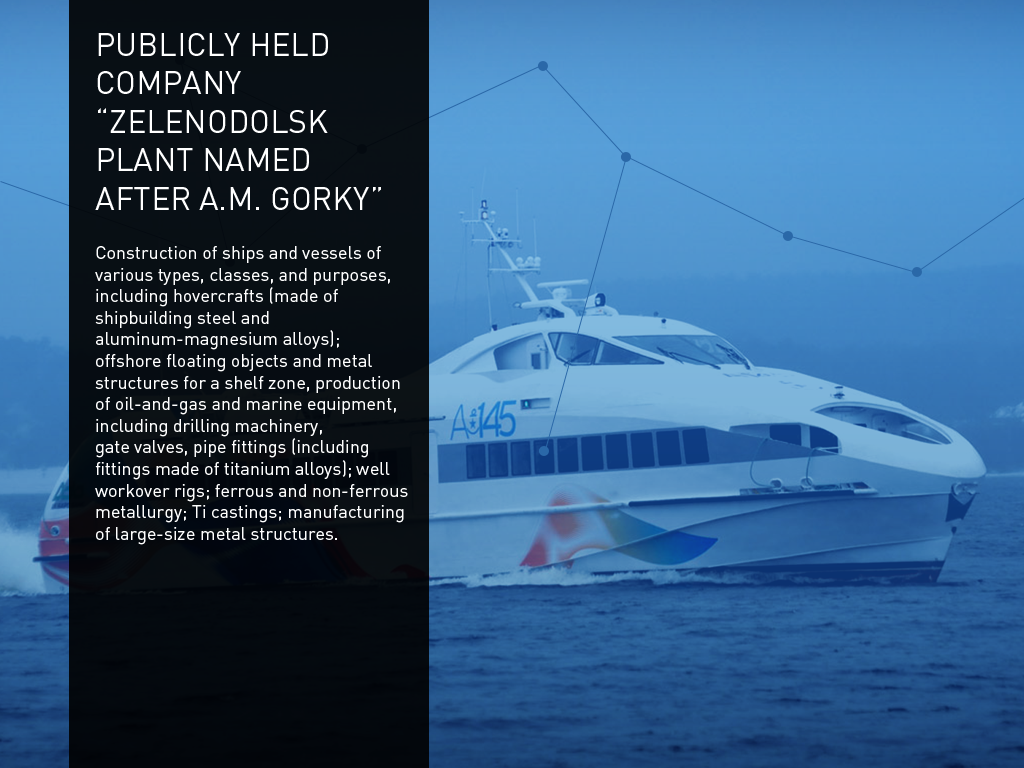 PUBLICLY HELD
COMPANY
“ZELENODOLSK
PLANT NAMED
AFTER A.M. GORKY”
Construction of ships and vessels of
various types, classes, and purposes,
including hovercrafts (made of
shipbuilding steel and
aluminum-magnesium alloys);
offshore floating objects and metal
structures for a shelf zone, production
of oil-and-gas and marine equipment,
including drilling machinery,
gate valves, pipe fittings (including
fittings made of titanium alloys); well
workover rigs; ferrous and non-ferrous
metallurgy; Ti castings; manufacturing
of large-size metal structures.
A145